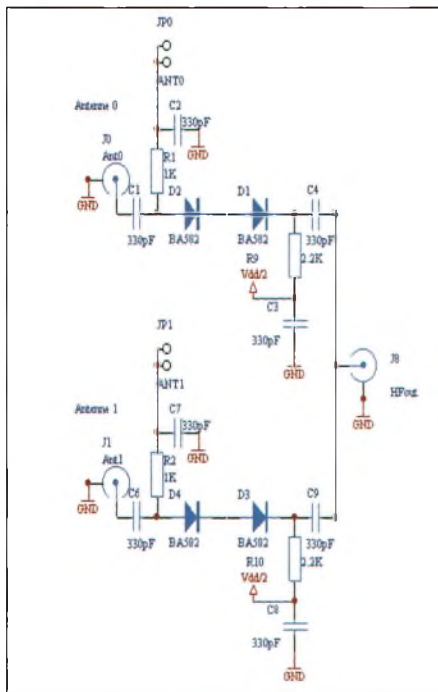 JP0
ANT0
Antenne 0
C2
330pF
GND
J0
Ant0
R1
1K
GND
C1
330pF
D2
BA582
D1
BA582
C4
330pF
2.2K
R9
Vdd/2
C3
330pF
GND
JP1
ANT1
Antenne 1
C7
330pF
GND
J1
Ant1
R2
1K
GND
C6
330pF
D4
BA582
D3
BA582
C9
330pF
2.2K
R10
Vdd/2
C8
330pF
GND
J8
HFout
GND